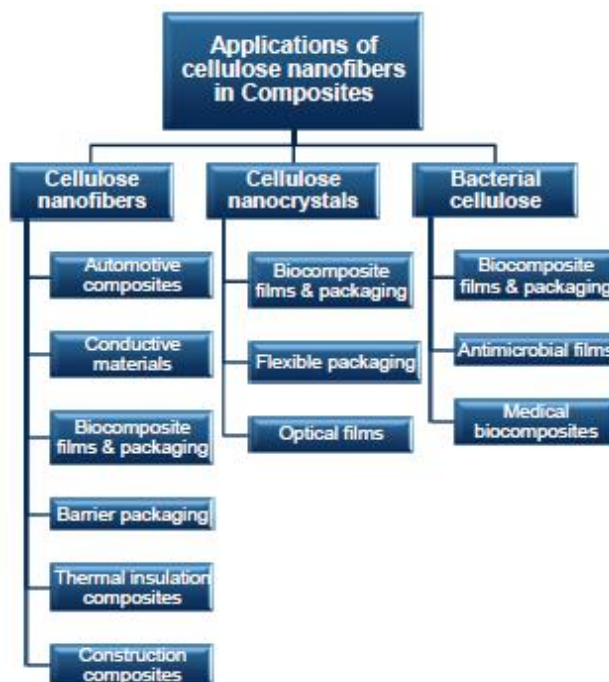 Applications of
cellulose nanofibers
in Composites
Cellulose
nanofibers
Automotive
composites
Conductive
materials
Biocomposite
films & packaging
Barrier packaging
Thermal insulation
composites
Construction
composites
Cellulose
nanocrystals
Biocomposite
films & packaging
Flexible packaging
Optical films
Bacterial
cellulose
Biocomposite
films & packaging
Antimicrobial films
Medical
biocomposites